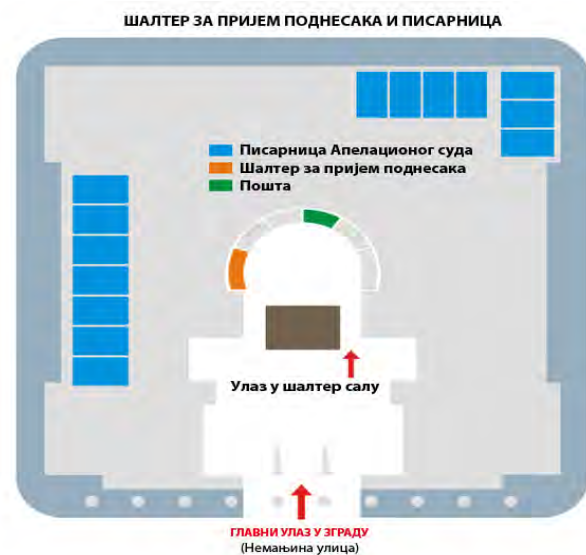 ШАЛТЕР ЗА ПРИЈЕМ ПОДНЕСАКА И ПИСАРНИЦА
Писарница Апелационог суда
Шалтер за пријем поднесака
Пошта
Улаз у шалтер салу
ГЛАВНИ УЛАЗ У ЗГРАДУ
(Немањина улица)